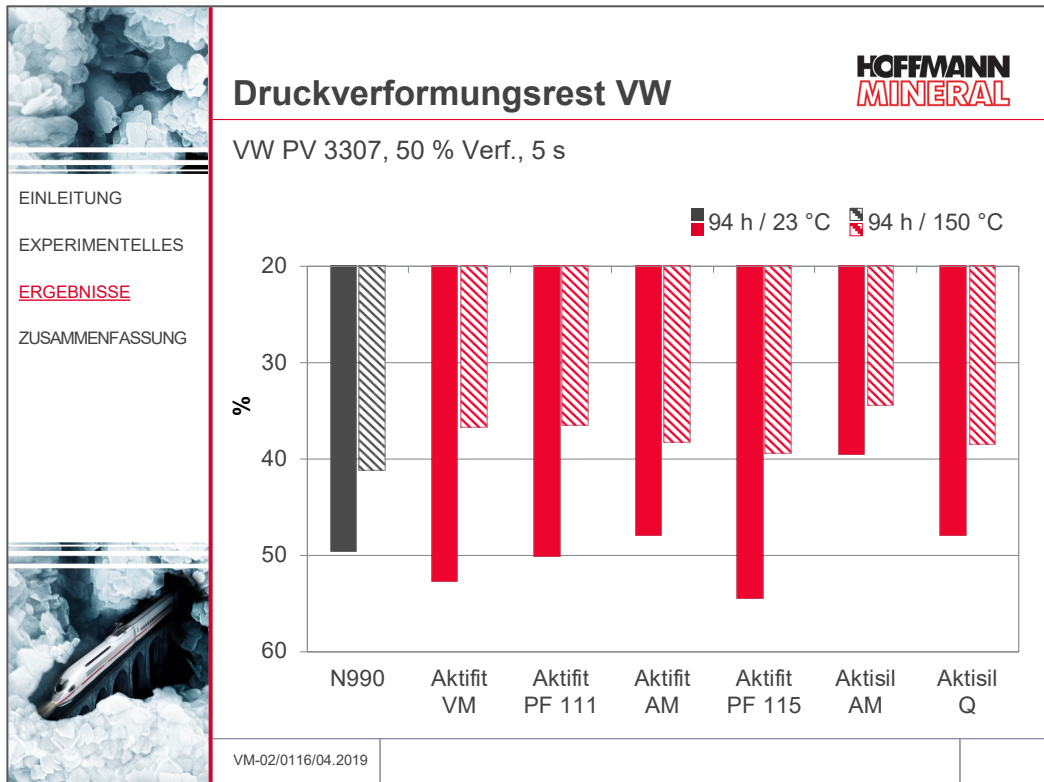 Druckverformungsrest VW
HOFFMANN
MINERAL
VW PV 3307, 50 % Verf., 5 s
EINLEITUNG
EXPERIMENTELLES
ERGEBNISSE
ZUSAMMENFASSUNG
94 h / 23 °C 94 h / 150 °C
20
30
%
40
50
60
N990 Aktifit Aktifit Aktifit Aktifit Aktisil Aktisil
VM PF 111 AM PF 115 AM Q
VM-02/0116/04.2019